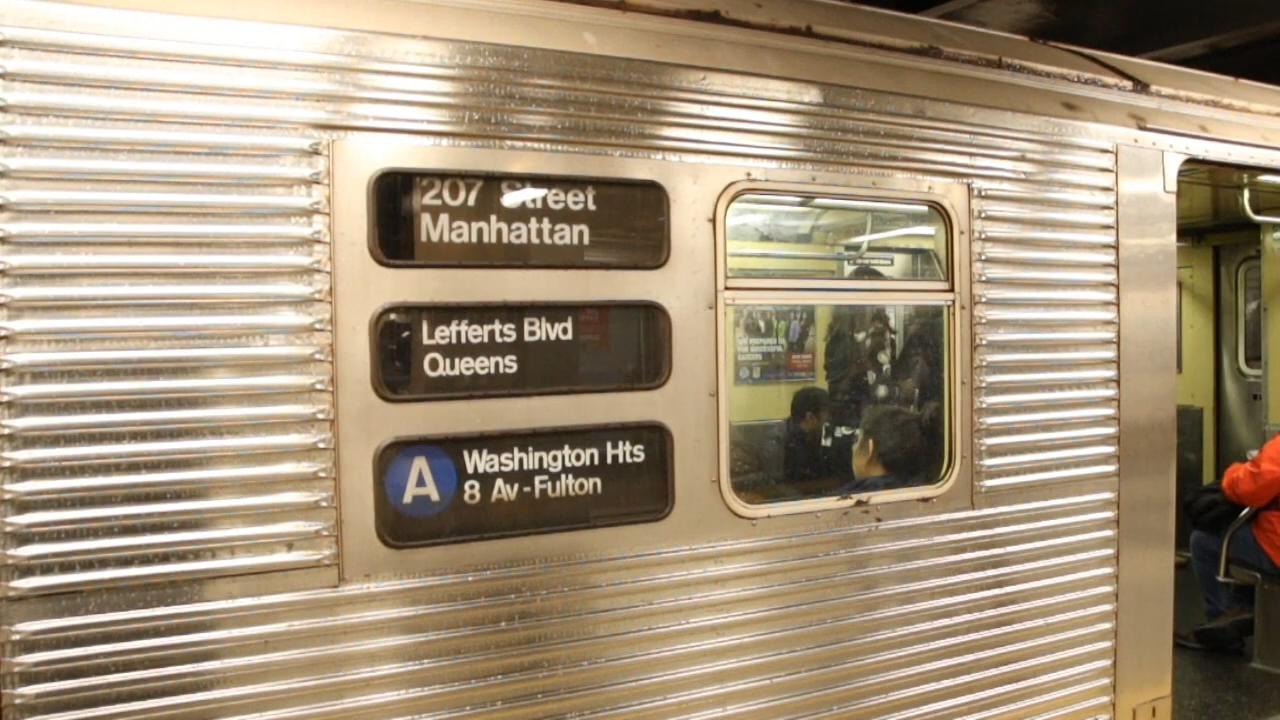 207 Street
Manhattan
Lefferts Blvd
Queens
A
Washington Hts
8 Av-Fulton